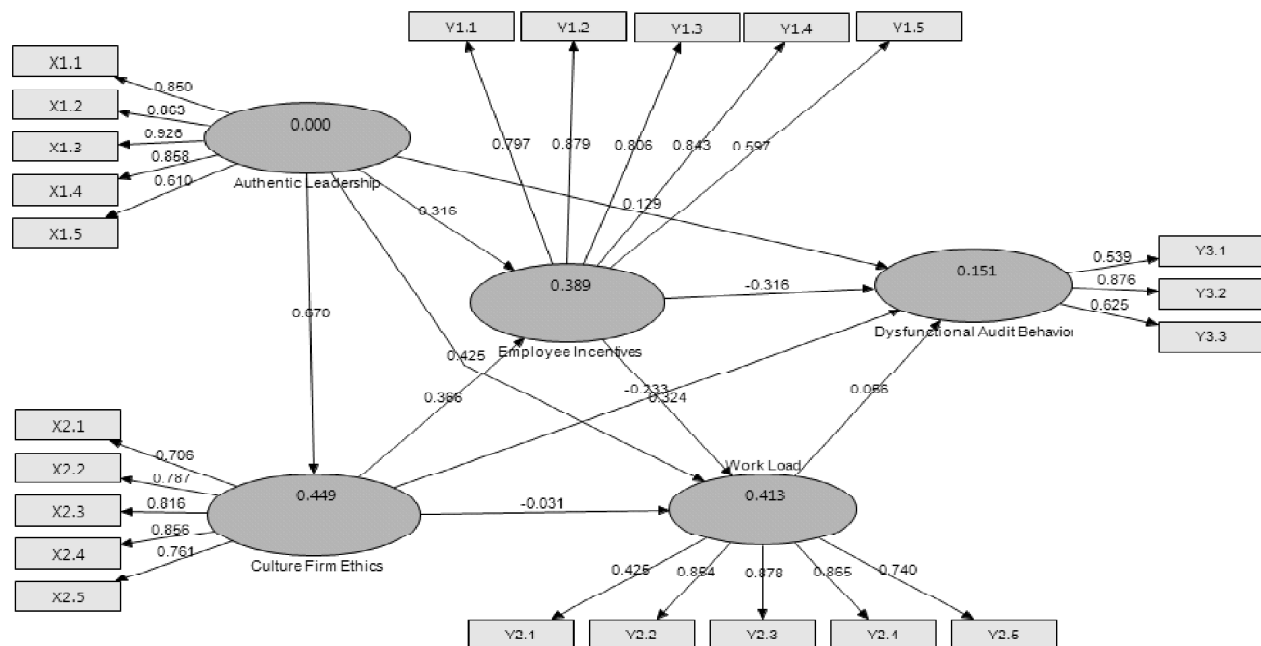 Y1.1
Y1.2
Y1.3
Y1.4
Y1.5
X1.1
X1.2
X1.3
X1.4
X1.5
0.850
0.926
0.858
0.610
0.000
Authentic Leadership
0.797
0.879
0.806
0.843
0.597
0.316
0.129
0.670
0.425
0.389
Employee Incentives
-0.316
0.151
Dysfunctional Audit Behavior
0.539
0.876
0.625
Y3.1
Y3.2
Y3.3
0.366
-0.233
0.324
X2.1
X2.2
X2.3
X2.4
X2.5
0.706
0.787
0.816
0.856
0.761
0.449
Culture Firm Ethics
-0.031
Work Load
0.413
0.425
0.878
0.740
Y2.1
Y2.2
Y2.3
Y2.4